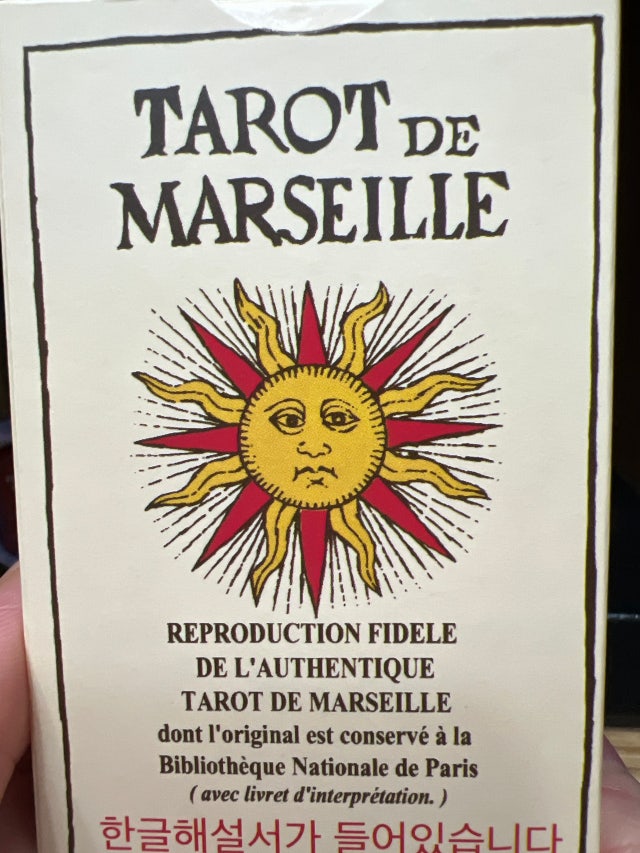 TAROT DE
MARSEILLE
REPRODUCTION FIDELE
DE L'AUTHENTIQUE
TAROT DE MARSEILLE
dont l'original est conservé à la
Bibliothèque Nationale de Paris
( avec livret d'interprétation. )
한글해설서가 들어있습니다